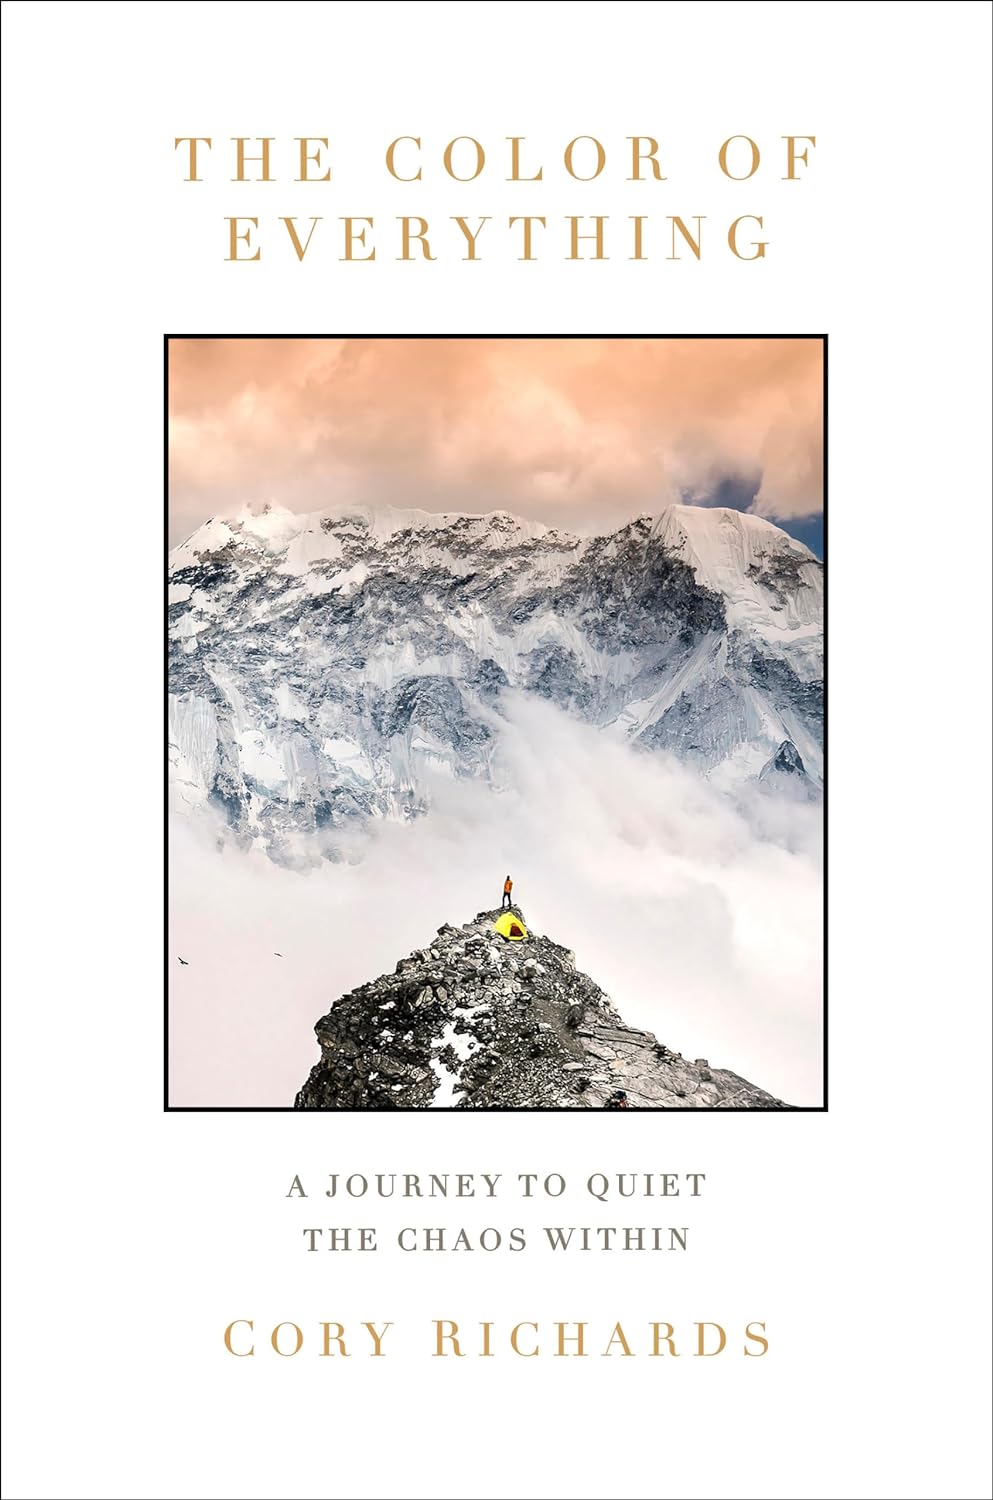 THE COLOR OF
EVERYTHING
A JOURNEY TO QUIET
THE CHAOS WITHIN
CORY RICHARDS